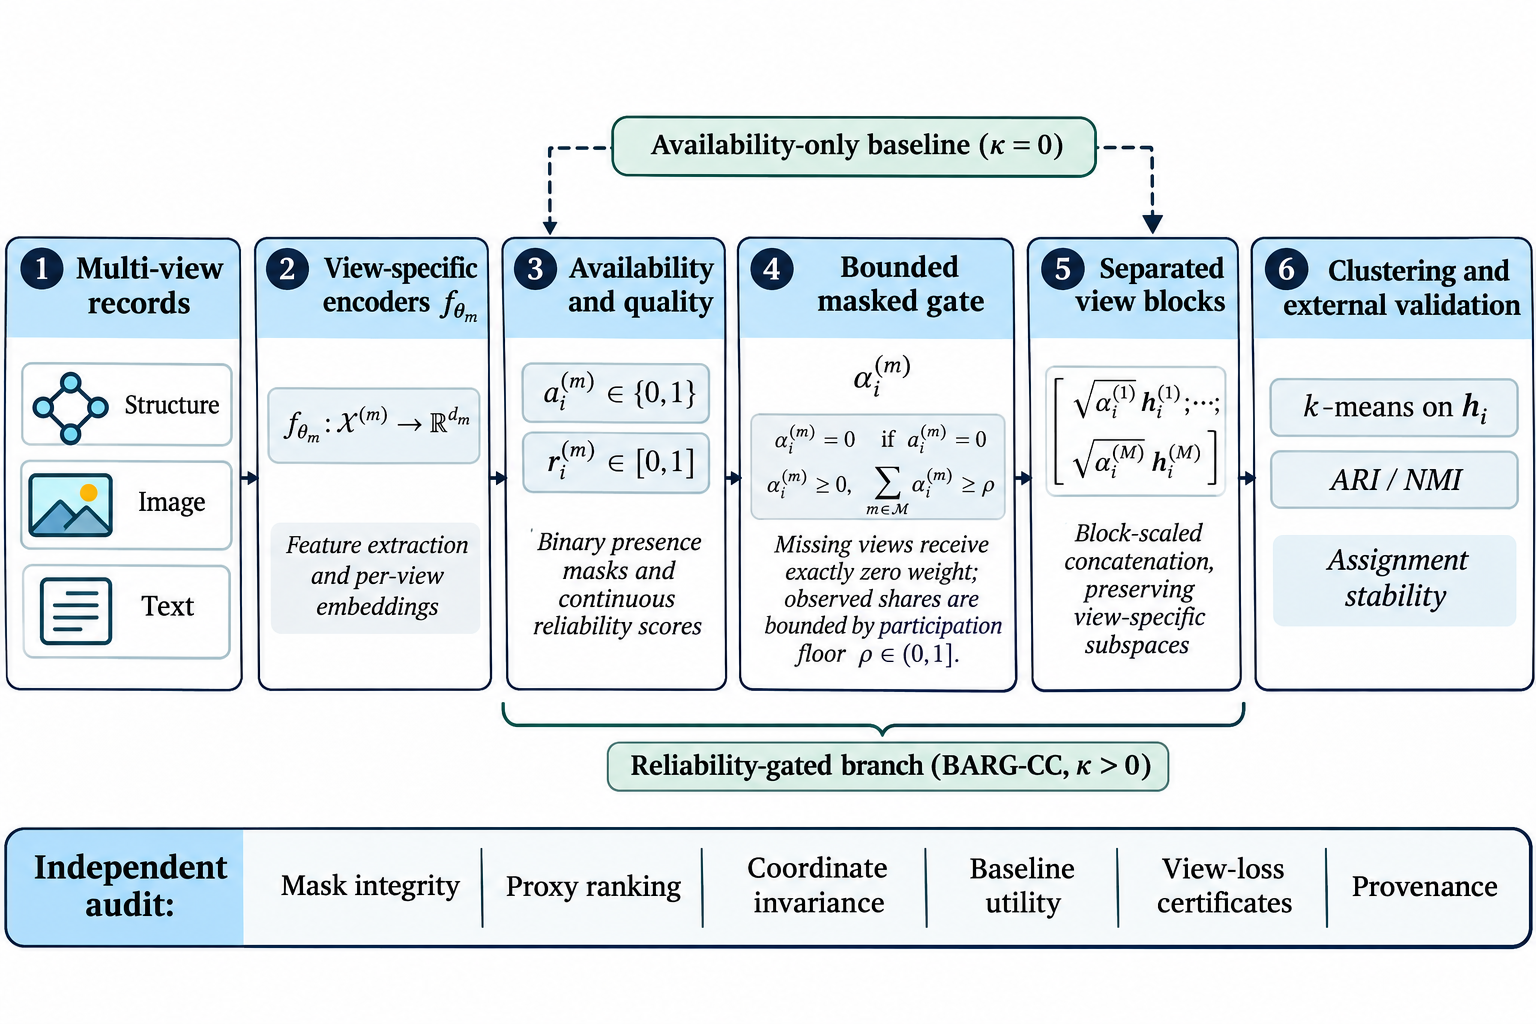 Availability-only baseline (κ = 0)
1 Multi-view
records
Structure
Image
Text
2 View-specific
encoders f_{θ_m}
f_{θ_m} : 𝒳^{(m)} → ℝ^{d_m}
Feature extraction
and per-view
embeddings
3 Availability
and quality
a_i^{(m)} ∈ {0, 1}
r_i^{(m)} ∈ [0, 1]
Binary presence
masks and
continuous
reliability scores
4 Bounded
masked gate
α_i^{(m)}
α_i^{(m)} = 0 if a_i^{(m)} = 0
α_i^{(m)} ≥ 0, ∑_{m∈ℳ} α_i^{(m)} ≥ ρ
Missing views receive
exactly zero weight;
observed shares are
bounded by participation
floor ρ ∈ (0, 1].
5 Separated
view blocks
[ √α_i^{(1)} h_i^{(1)} ;⋯;
√α_i^{(M)} h_i^{(M)} ]
Block-scaled
concatenation,
preserving
view-specific
subspaces
6 Clustering and
external validation
k-means on h_i
ARI / NMI
Assignment
stability
Reliability-gated branch (BARG-CC, κ > 0)
Independent
audit:
Mask integrity
Proxy ranking
Coordinate
invariance
Baseline
utility
View-loss
certificates
Provenance